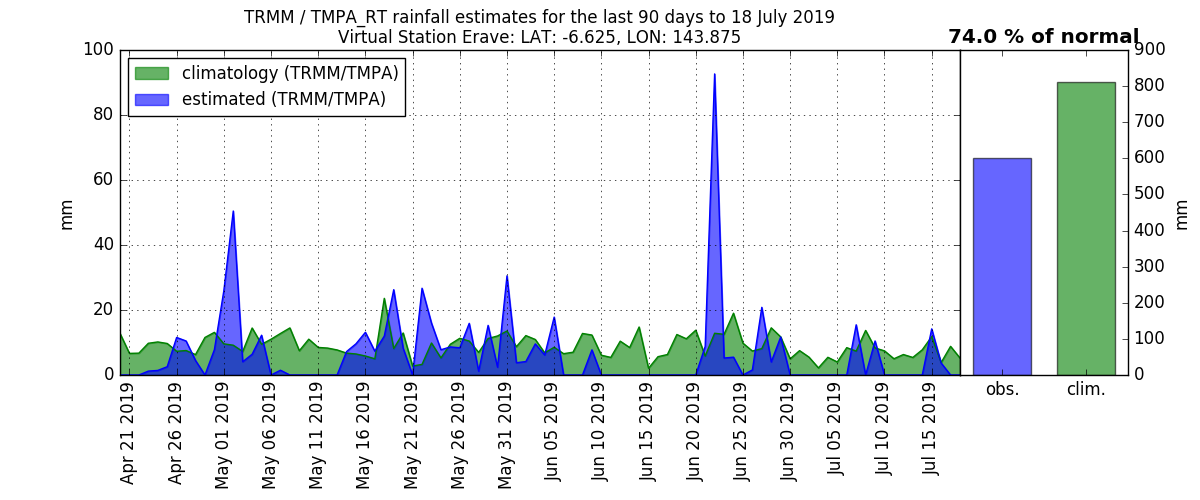 TRMM / TMPA_RT rainfall estimates for the last 90 days to 18 July 2019
Virtual Station Erave: LAT: -6.625, LON: 143.875
74.0 % of normal
climatology (TRMM/TMPA)
estimated (TRMM/TMPA)
mm
100
80
60
40
20
0
Apr 21 2019
Apr 26 2019
May 01 2019
May 06 2019
May 11 2019
May 16 2019
May 21 2019
May 26 2019
May 31 2019
Jun 05 2019
Jun 10 2019
Jun 15 2019
Jun 20 2019
Jun 25 2019
Jun 30 2019
Jul 05 2019
Jul 10 2019
Jul 15 2019
obs.
clim.
900
800
700
600
500
400
300
200
100
0
mm